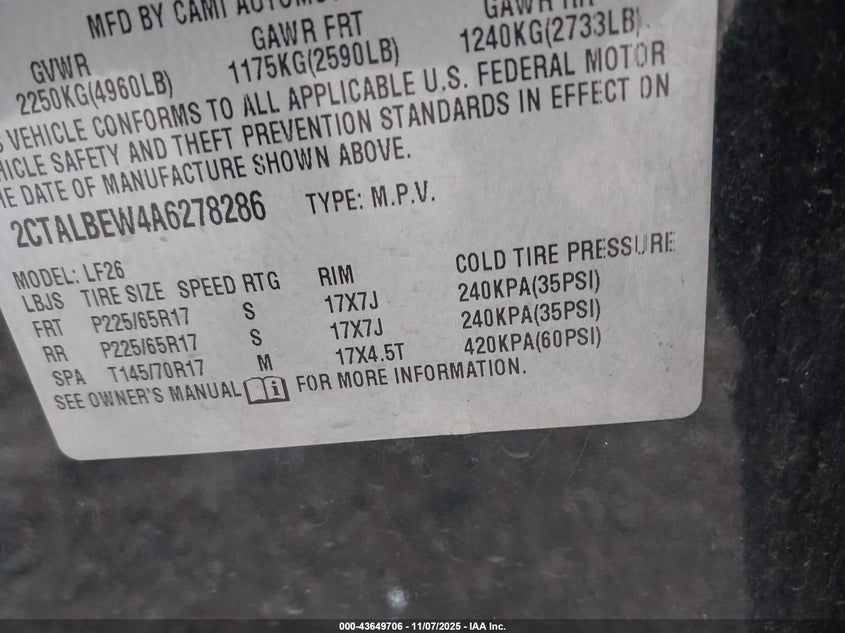 MFD BY CAMI
GVWR GAWR FRT GAWR RR
2250KG(4960LB) 1175KG(2590LB) 1240KG(2733LB)
VEHICLE CONFORMS TO ALL APPLICABLE U.S. FEDERAL MOTOR
HICLE SAFETY AND THEFT PREVENTION STANDARDS IN EFFECT ON
HE DATE OF MANUFACTURE SHOWN ABOVE.
2CTALBEW4A6278286 TYPE: M.P.V.
MODEL: LF26
LBJS TIRE SIZE SPEED RTG RIM COLD TIRE PRESSURE
FRT P225/65R17 S 17X7J 240KPA(35PSI)
RR P225/65R17 S 17X7J 240KPA(35PSI)
SPA T145/70R17 M 17X4.5T 420KPA(60PSI)
SEE OWNER'S MANUAL i FOR MORE INFORMATION.
000-43649706 - 11/07/2025 - IAA Inc.